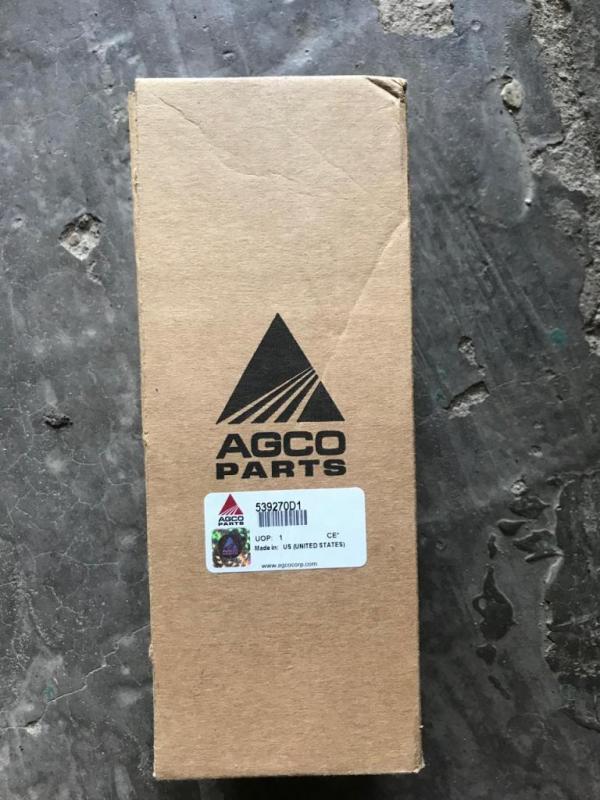 AGCO
PARTS
AGCO
PARTS
539270D1
UOP: 1 CE*
Made in: US (UNITED STATES)
www.agcocorp.com